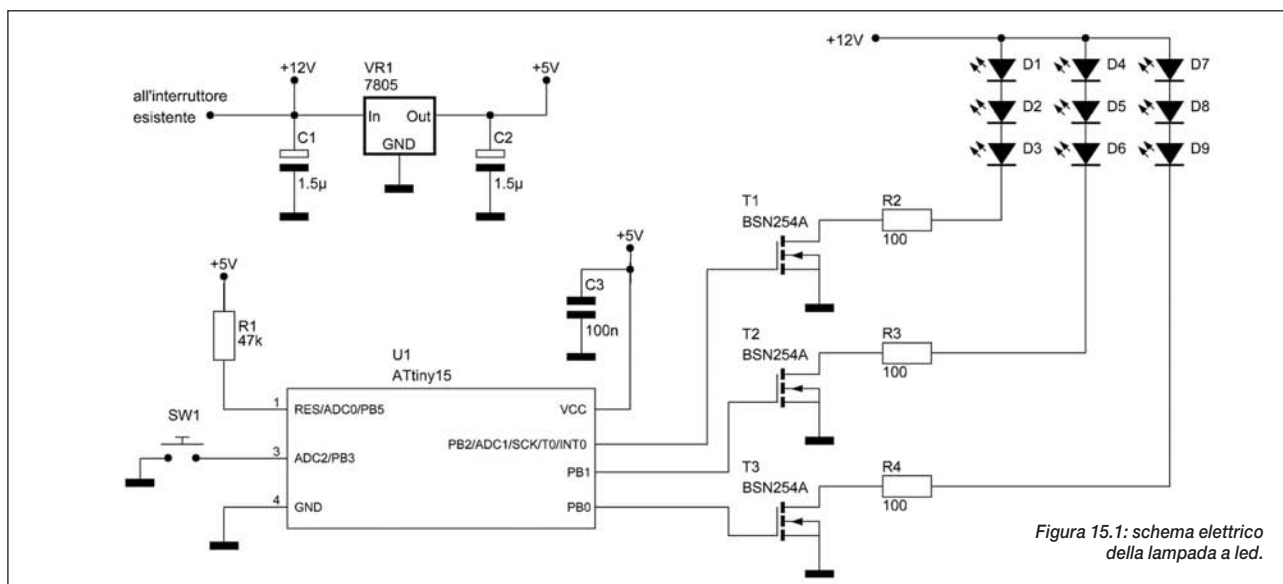 +12V
VR1
7805
+5V
all'interruttore
esistente
In
Out
GND
C1
1.5µ
C2
1.5µ
+12V
D1
D4
D7
D2
D5
D8
D3
D6
D9
T1
BSN254A
R2
100
+5V
+5V
C3
100n
R1
47k
T2
BSN254A
R3
100
U1
ATtiny15
1
RES/ADC0/PB5
VCC
SW1
PB2/ADC1/SCK/T0/INT0
3
ADC2/PB3
PB1
T3
BSN254A
R4
100
4
GND
PB0
Figura 15.1: schema elettrico
della lampada a led.